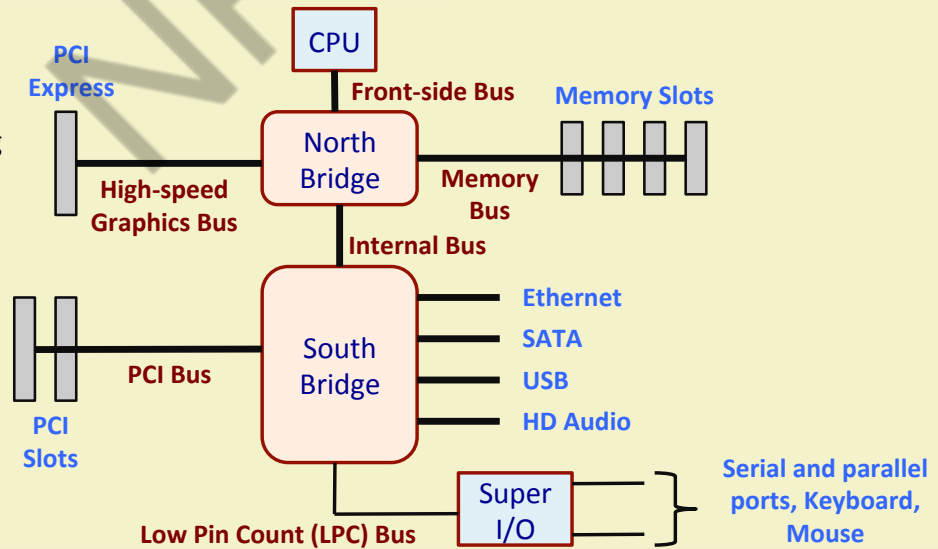 CPU
PCI
Express
Front-side Bus
Memory Slots
North
Bridge
High-speed
Graphics Bus
Memory
Bus
Internal Bus
Ethernet
SATA
USB
HD Audio
South
Bridge
PCI Bus
PCI
Slots
Super
I/O
Serial and parallel
ports, Keyboard,
Mouse
Low Pin Count (LPC) Bus